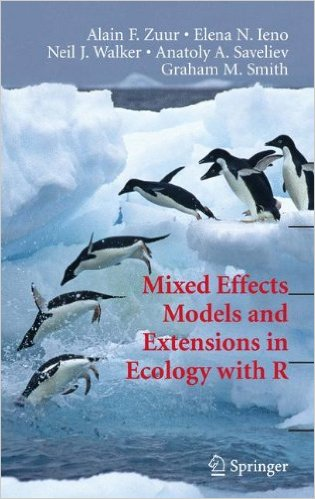 Alain F. Zuur • Elena N. Ieno
Neil J. Walker • Anatoly A. Saveliev
Graham M. Smith
Mixed Effects
Models and
Extensions in
Ecology with R
Springer